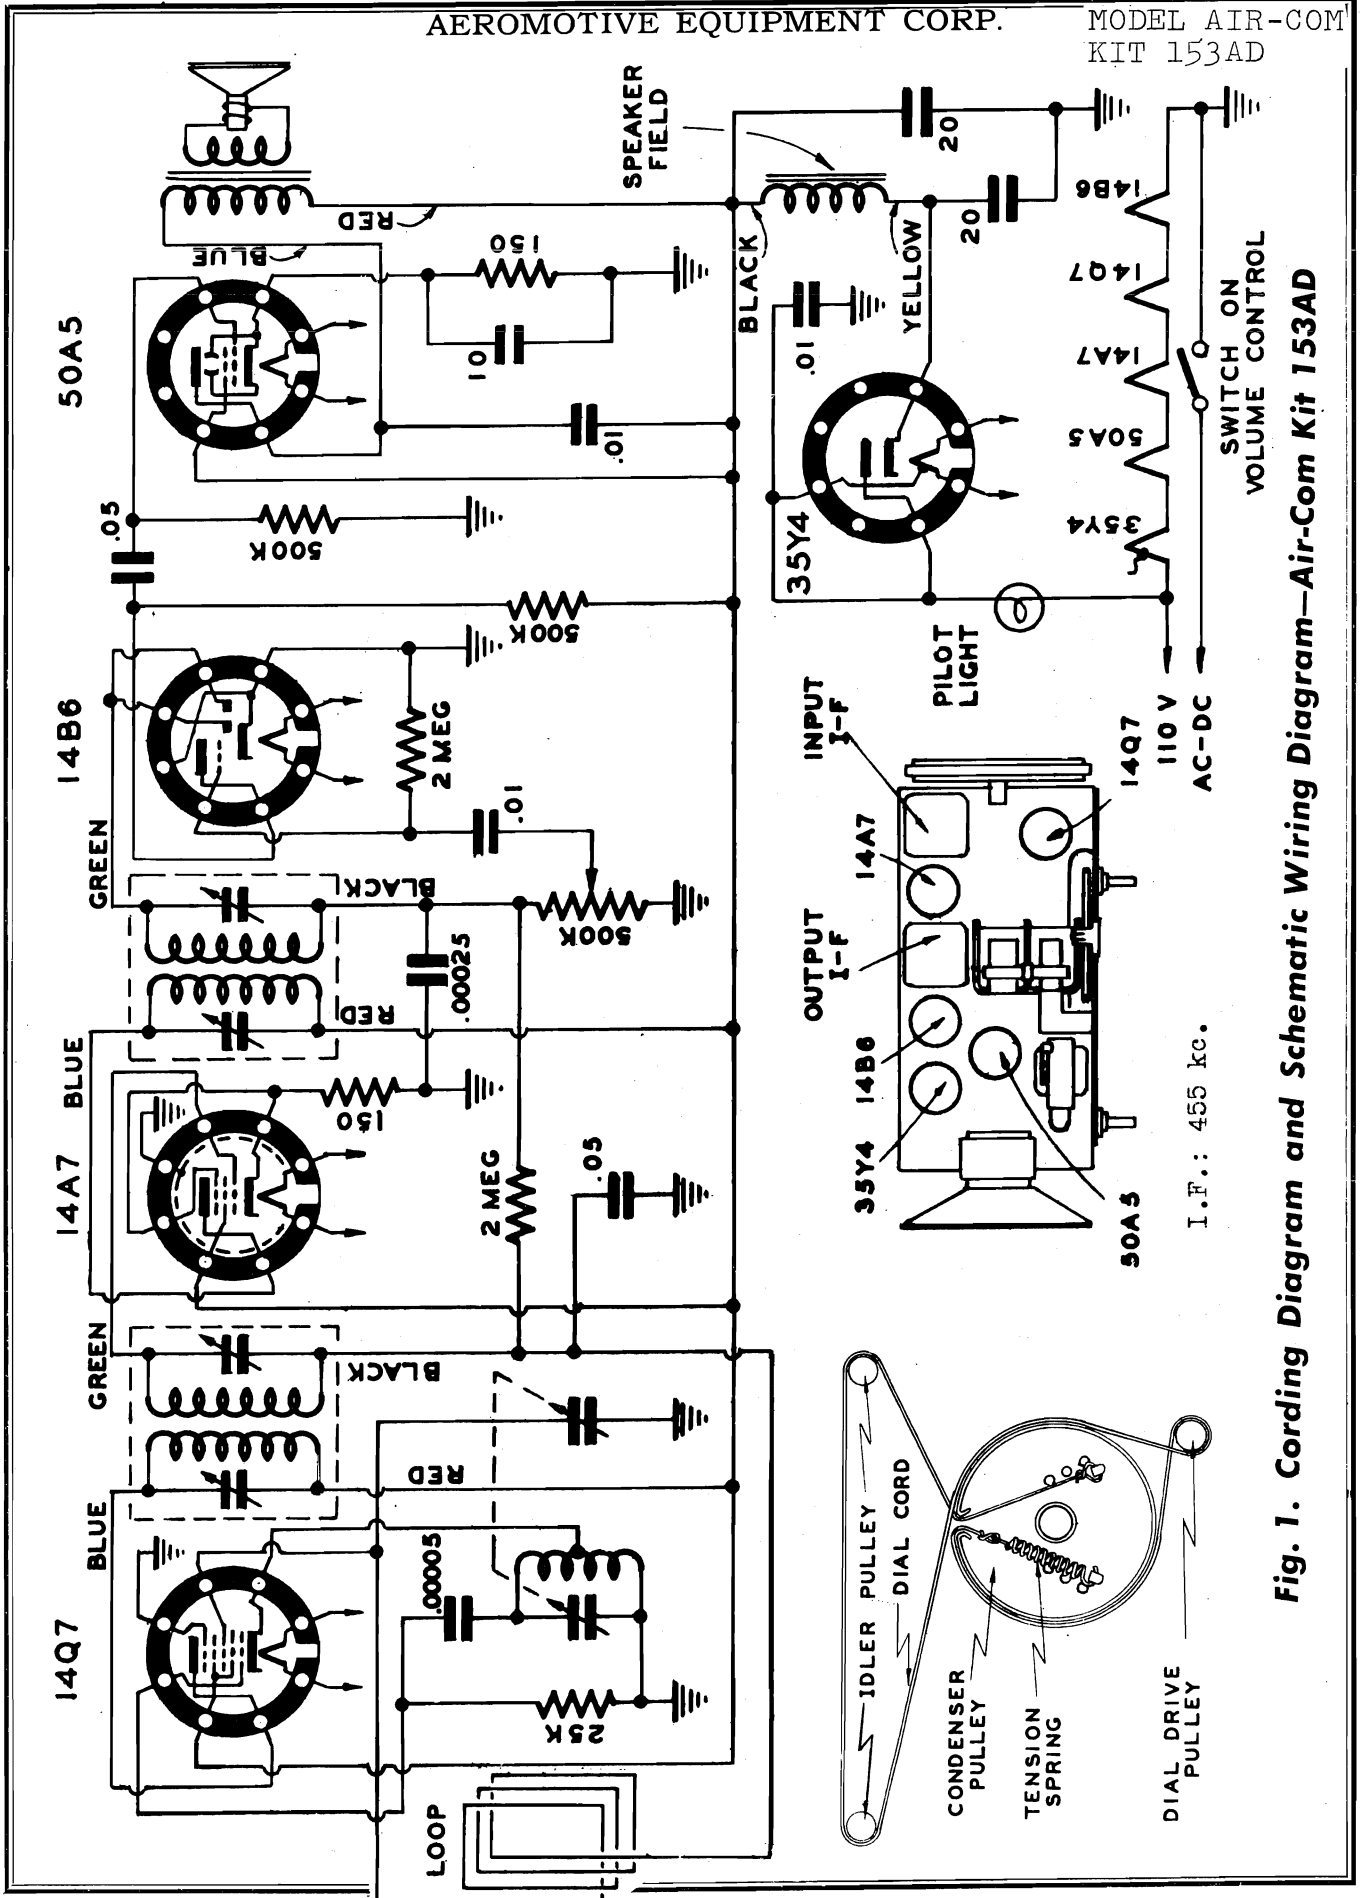 AEROMOTIVE EQUIPMENT CORP.
MODEL AIR-COM
KIT 153AD
14Q7
BLUE
GREEN
14A7
BLUE
GREEN
14B6
50A5
.05
BLUE
RED
SPEAKER
FIELD
RED
BLACK
RED
BLACK
.00005
7
25K
150
2 MEG
.05
.00025
500K
2 MEG
.01
500K
500K
10
150
.01
LOOP
BLACK
YELLOW
.01
20
20
35Y4
PILOT
LIGHT
35Y4
50A5
14A7
14Q7
14B6
SWITCH ON
VOLUME CONTROL
110 V
AC-DC
IDLER PULLEY
DIAL CORD
CONDENSER
PULLEY
TENSION
SPRING
DIAL DRIVE
PULLEY
35Y4
14B6
OUTPUT
I-F
14A7
INPUT
I-F
50A5
14Q7
I.F.: 455 kc.
Fig. 1. Cording Diagram and Schematic Wiring Diagram—Air-Com Kit 153AD